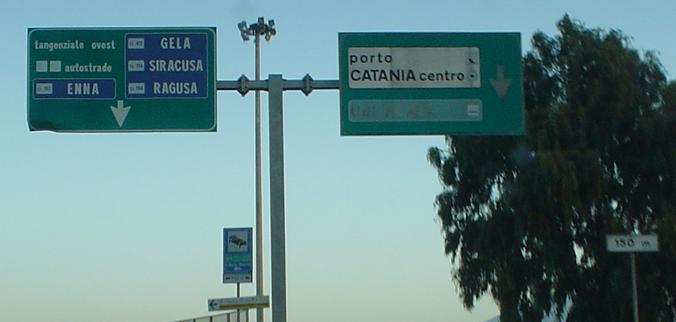 tangenziale ovest
autostrade
ENNA
GELA
SIRACUSA
RAGUSA
porto
CATANIA centro
150 m